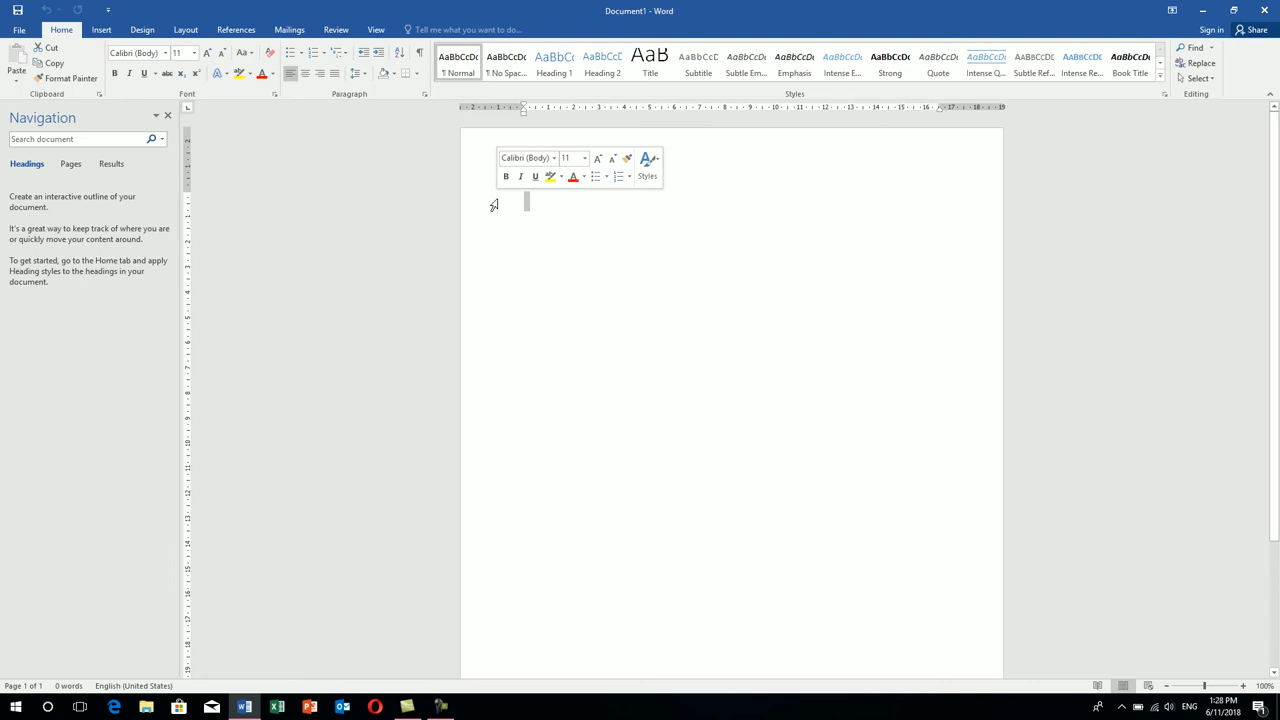 Document1 - Word
Sign in
Share
File
Home
Insert
Design
Layout
References
Mailings
Review
View
Tell me what you want to do...
Paste
Cut
Copy
Format Painter
Clipboard
Calibri (Body)
11
Font
Paragraph
AaBbCcDc
¶ Normal
AaBbCcDc
¶ No Spac...
AaBbCc
Heading 1
AaBbCcD
Heading 2
AaB
Title
AaBbCcD
Subtitle
AaBbCcDc
Subtle Em...
AaBbCcDc
Emphasis
AaBbCcDc
Intense E...
AaBbCcDc
Strong
AaBbCcDc
Quote
AaBbCcDc
Intense Q...
AaBbCcDc
Subtle Ref...
AaBbCcDc
Intense Re...
AaBbCcDc
Book Title
Styles
Find
Replace
Select
Editing
Navigation
Search document
Headings
Pages
Results
Create an interactive outline of your
document.
It's a great way to keep track of where you are
or quickly move your content around.
To get started, go to the Home tab and apply
Heading styles to the headings in your
document.
Calibri (Body)
11
B I U
Styles
Page 1 of 1
0 words
English (United States)
100%
ENG
1:28 PM
6/11/2018